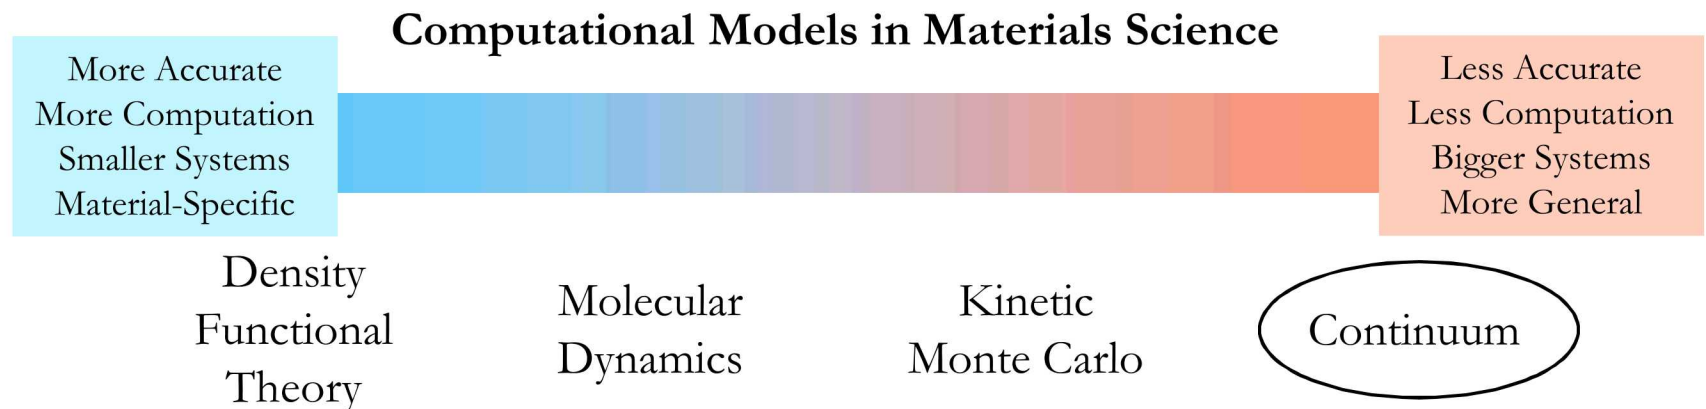 Computational Models in Materials Science
More Accurate
More Computation
Smaller Systems
Material-Specific
Less Accurate
Less Computation
Bigger Systems
More General
Density
Functional
Theory
Molecular
Dynamics
Kinetic
Monte Carlo
Continuum